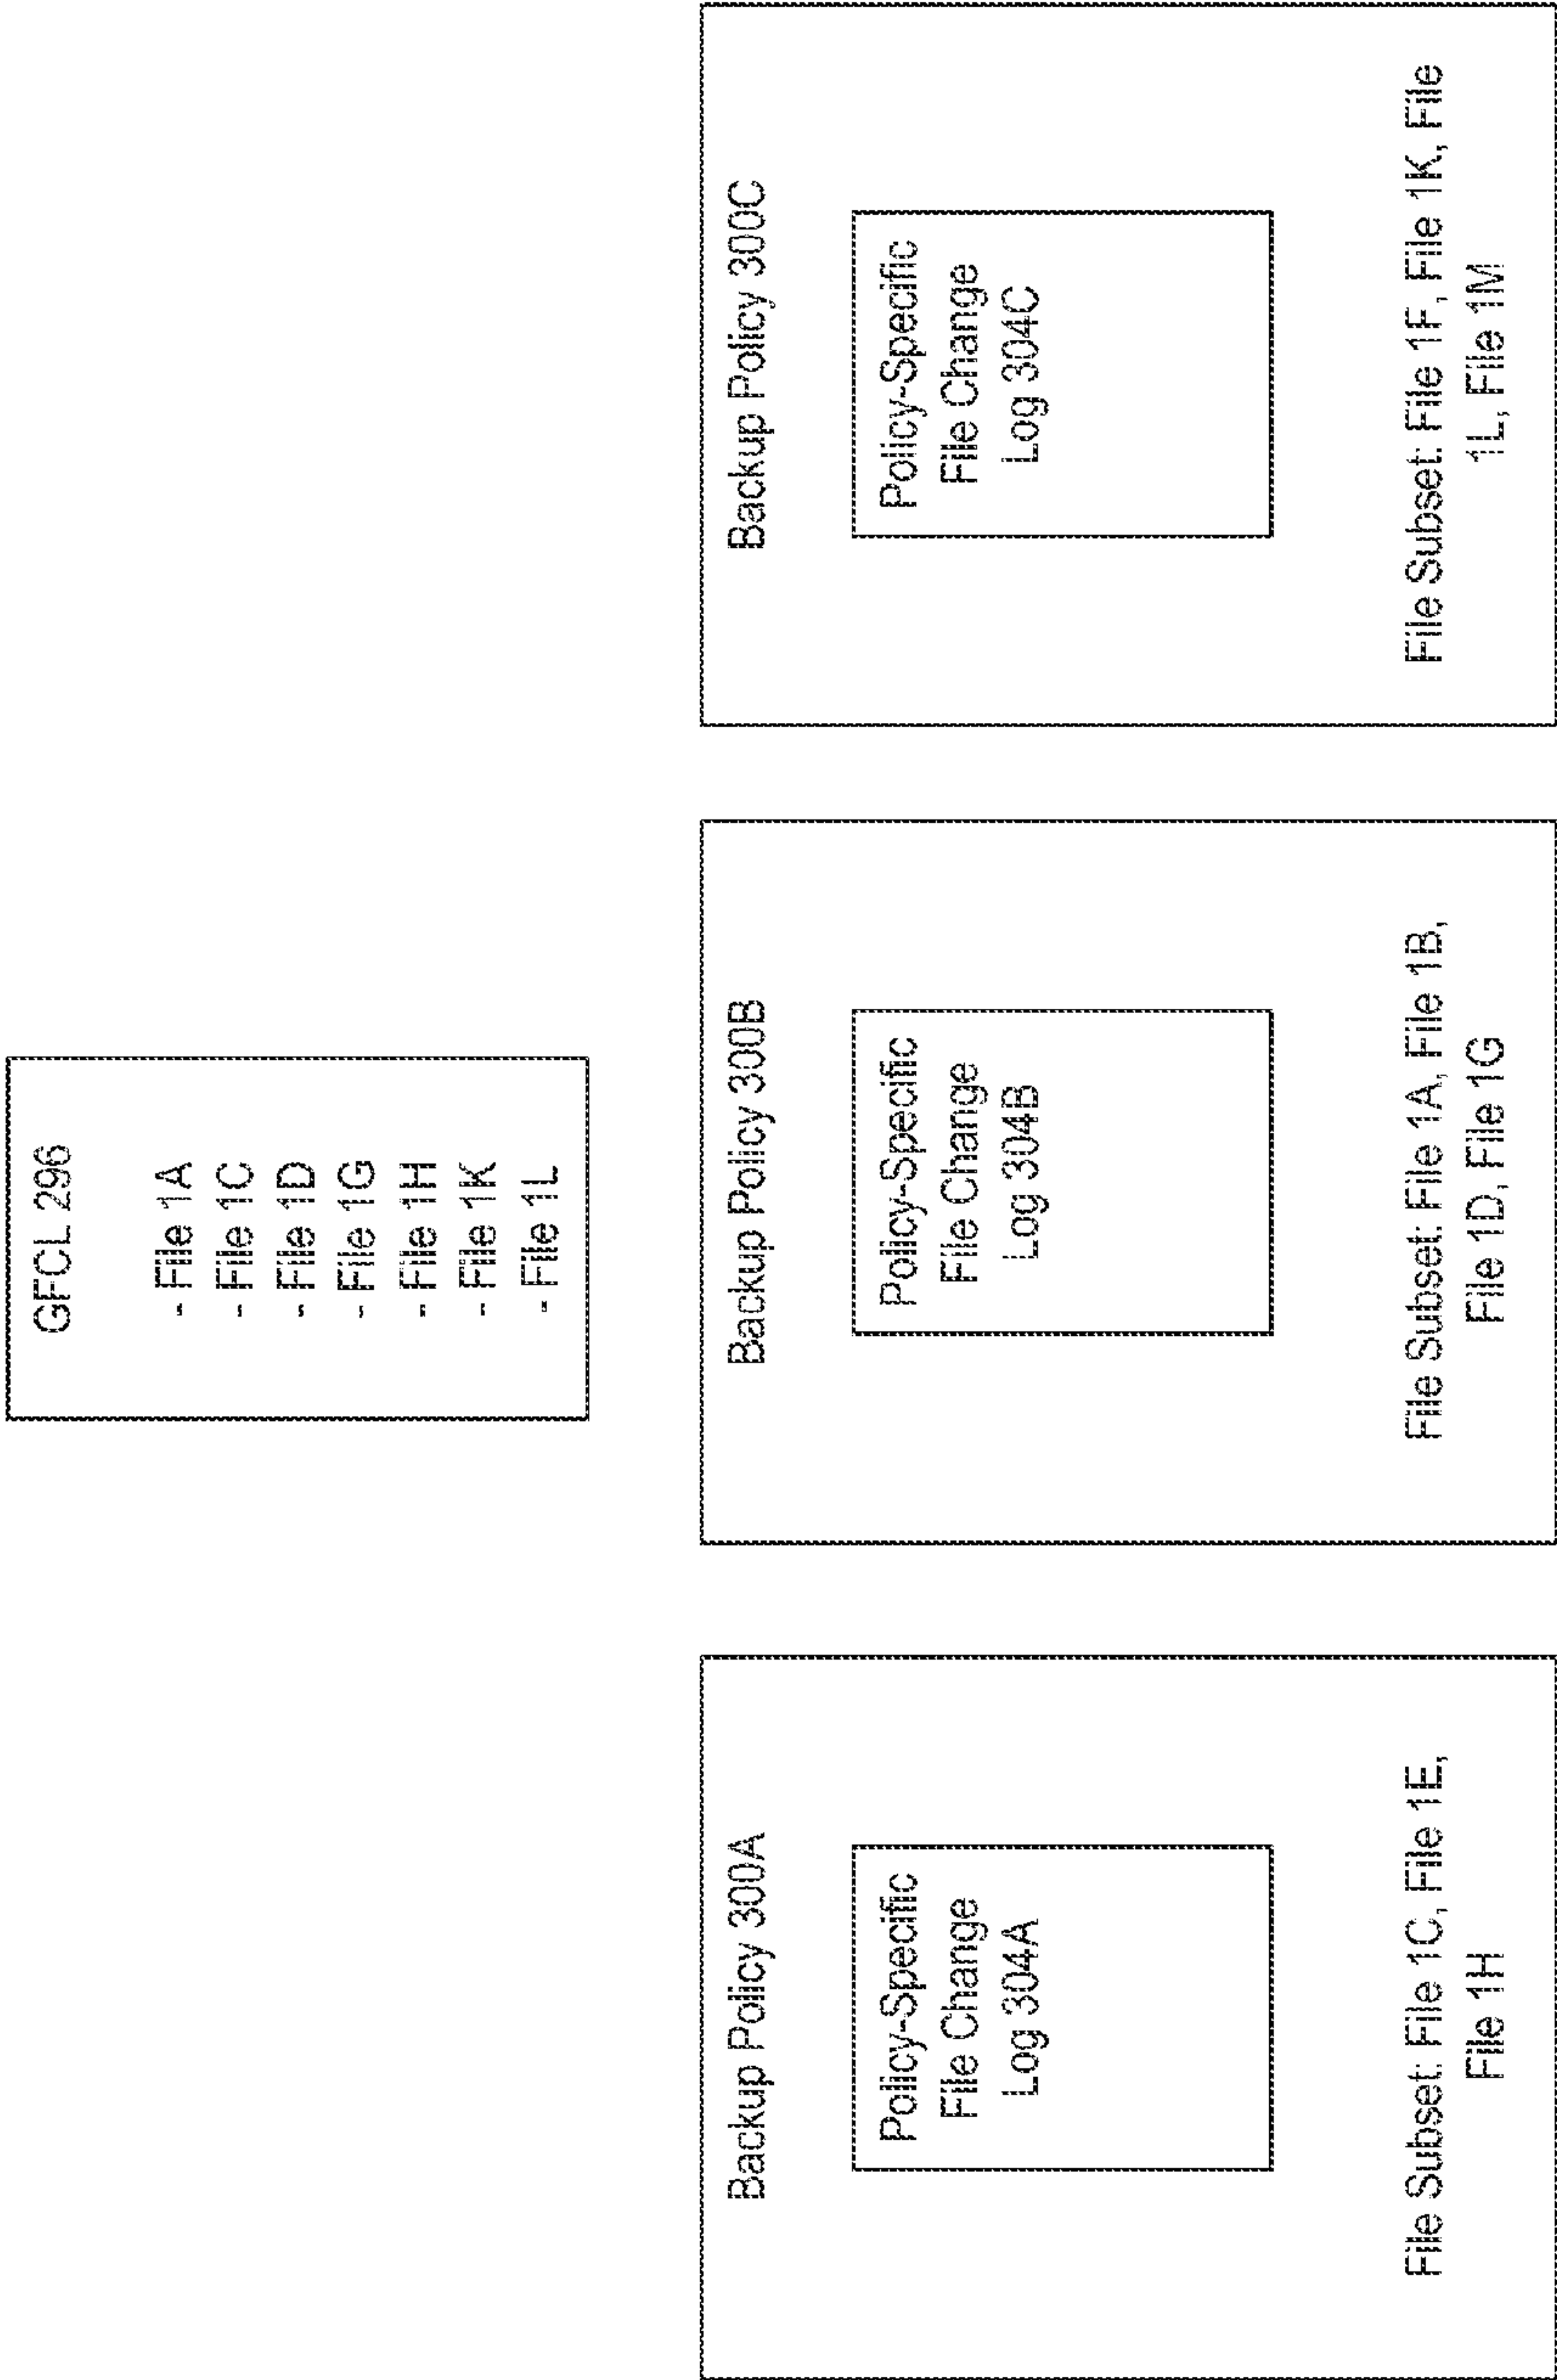 GFCL 296
- File 1A
- File 1C
- File 1D
- File 1G
- File 1H
- File 1K
- File 1L
Backup Policy 300A
Policy-Specific
File Change
Log 304A
File Subset: File 1C, File 1E,
File 1H
Backup Policy 300B
Policy-Specific
File Change
Log 304B
File Subset: File 1A, File 1B,
File 1D, File 1G
Backup Policy 300C
Policy-Specific
File Change
Log 304C
File Subset: File 1F, File 1K, File
1L, File 1M